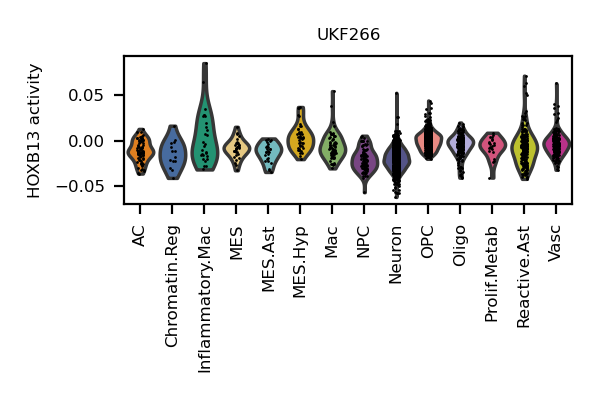 UKF266
HOXB13 activity
0.05
0.00
−0.05
AC
Chromatin.Reg
Inflammatory.Mac
MES
MES.Ast
MES.Hyp
Mac
NPC
Neuron
OPC
Oligo
Prolif.Metab
Reactive.Ast
Vasc